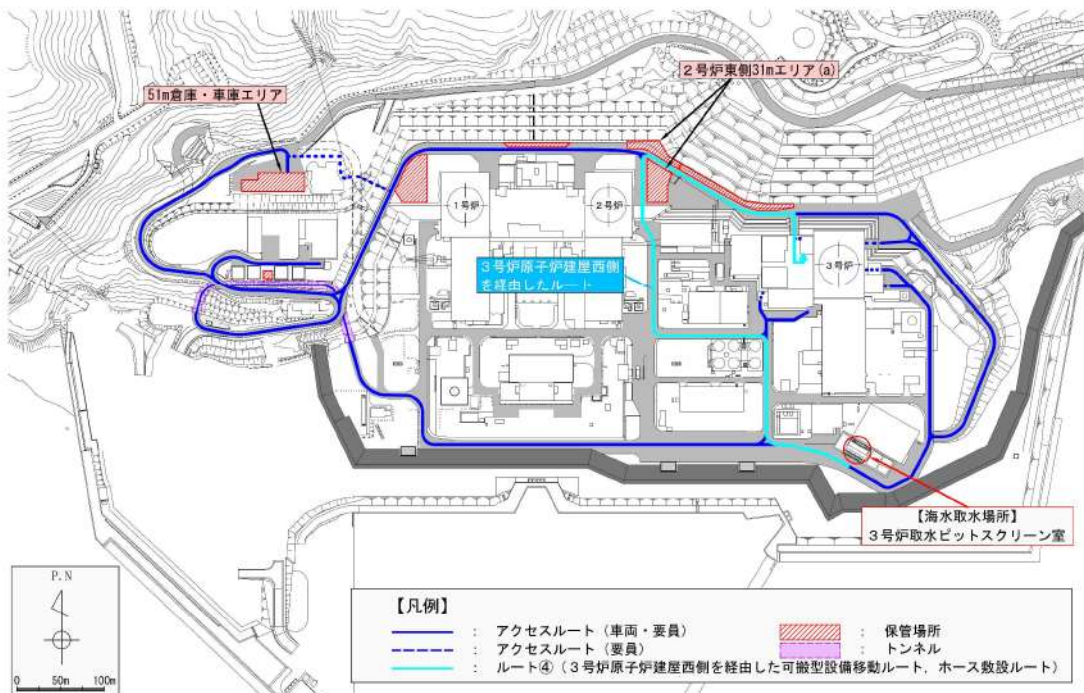 51m倉庫・車庫エリア
2号炉東側31mエリア(a)
1号炉
2号炉
3号炉
3号炉原子炉建屋西側
を経由したルート
【海水取水場所】
3号炉取水ピットスクリーン室
P.N
0 50m 100m
【凡例】
: アクセスルート(車両・要員)
: アクセスルート(要員)
: ルート④(3号炉原子炉建屋西側を経由した可搬型設備移動ルート，ホース敷設ルート)
: 保管場所
: トンネル